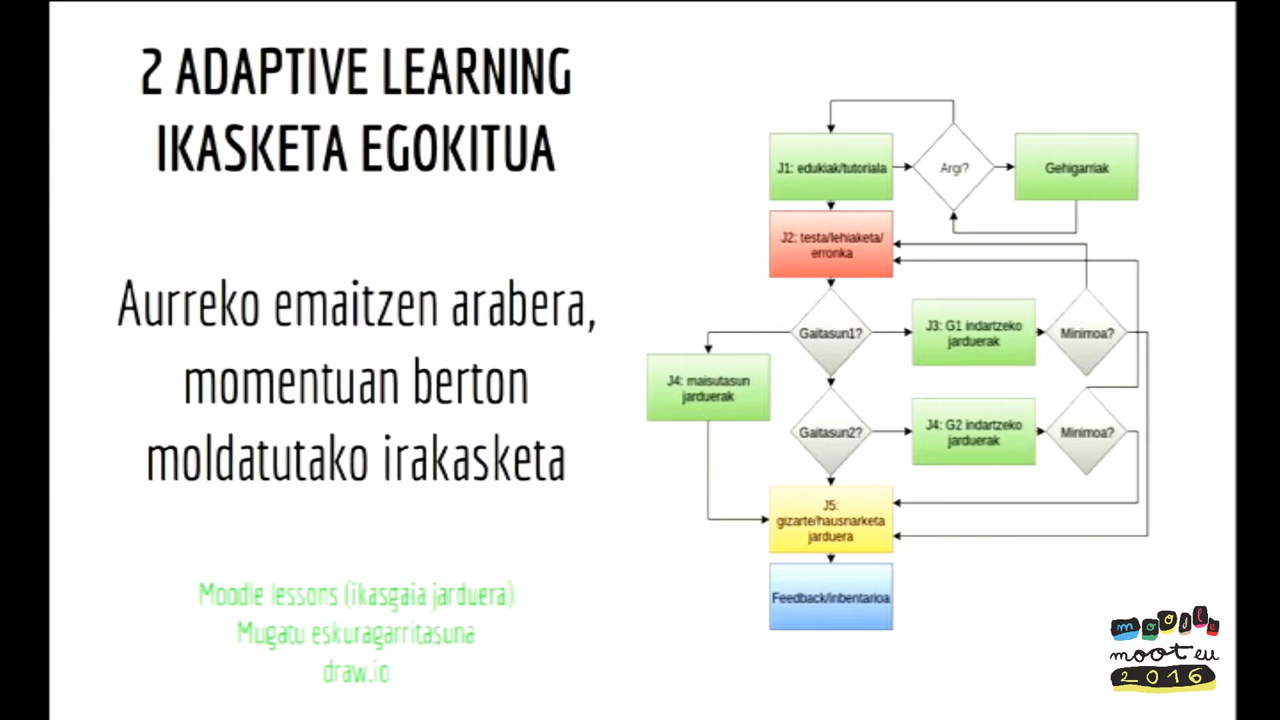 2 ADAPTIVE LEARNING
IKASKETA EGOKITUA
Aurreko emaitzen arabera,
momentuan berton
moldatutako irakasketa
Moodle lessons (ikasgaia jarduera)
Mugatu eskuragarritasuna
draw.io
J1: edukiak/tutoriala
Argi?
Gehigarriak
J2: testa/lehiaketa/
erronka
Gaitasun1?
J3: G1 indartzeko
jarduerak
Minimoa?
J4: maisutasun
jarduerak
Gaitasun2?
J4: G2 indartzeko
jarduerak
Minimoa?
J5:
gizarte/hausnarketa
jarduera
Feedback/inbentarioa
moodle
moot eu
2016